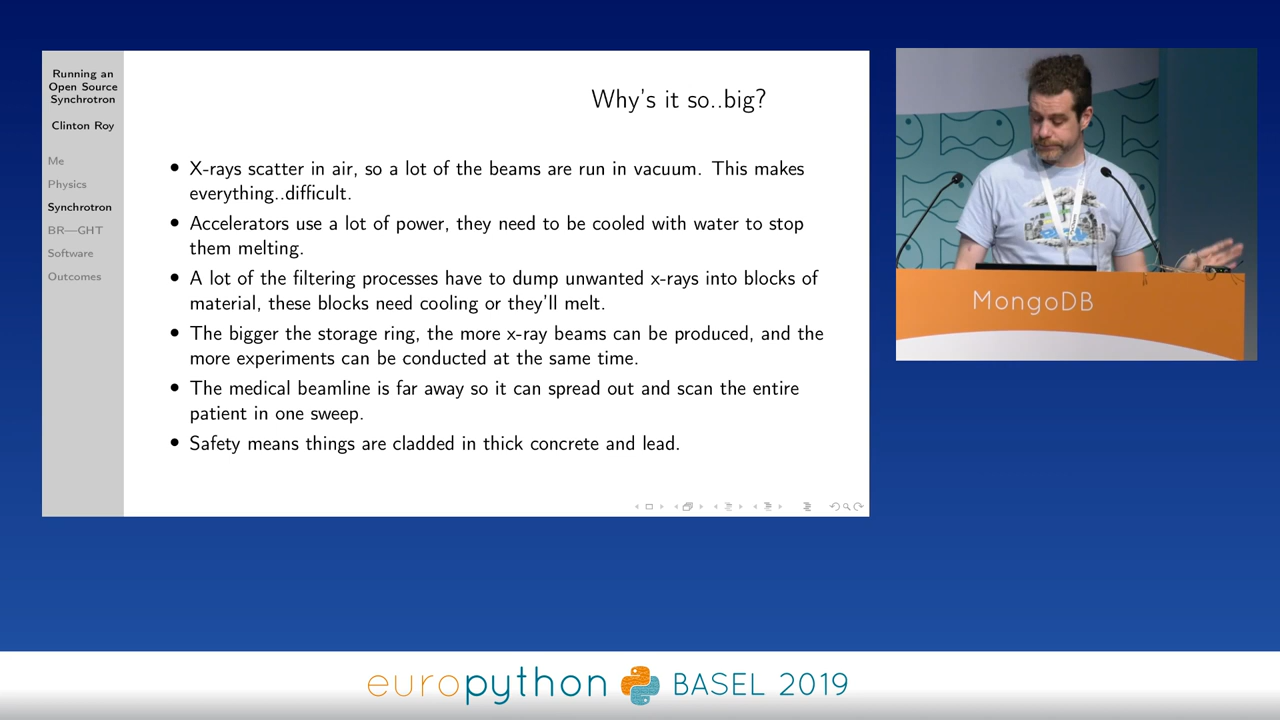 Running an
Open Source
Synchrotron
Clinton Roy
Me
Physics
Synchrotron
BR—GHT
Software
Outcomes
Why's it so..big?
• X-rays scatter in air, so a lot of the beams are run in vacuum. This makes
everything..difficult.
• Accelerators use a lot of power, they need to be cooled with water to stop
them melting.
• A lot of the filtering processes have to dump unwanted x-rays into blocks of
material, these blocks need cooling or they'll melt.
• The bigger the storage ring, the more x-ray beams can be produced, and the
more experiments can be conducted at the same time.
• The medical beamline is far away so it can spread out and scan the entire
patient in one sweep.
• Safety means things are cladded in thick concrete and lead.
MongoDB
europython BASEL 2019